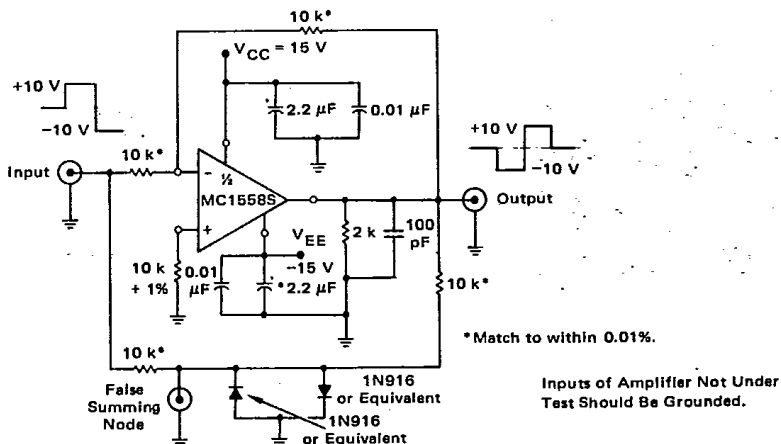 10 k*
V_CC = 15 V
+10 V
−10 V
2.2 µF
0.01 µF
+10 V
−10 V
10 k*
Input
−
½
MC1558S
+
Output
V_EE
−15 V
2 k
100
pF
10 k
+ 1%
0.01
µF
*2.2 µF
10 k*
10 k*
*Match to within 0.01%.
False
Summing
Node
1N916
or Equivalent
1N916
or Equivalent
Inputs of Amplifier Not Under
Test Should Be Grounded.